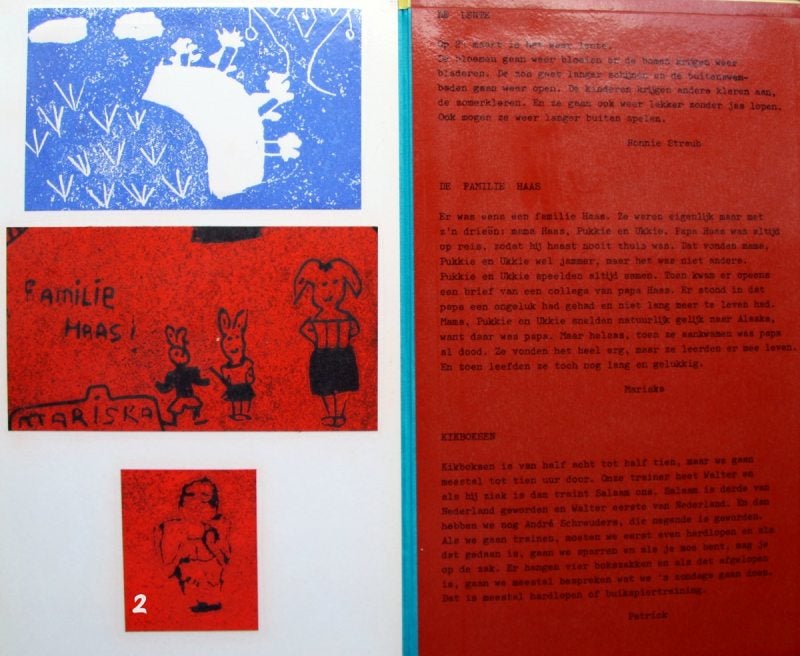 FAMILIE
HAAS!
MARISKA
2
DE LENTE
Op 2. maart is het weer lente.
De bloemen gaan weer bloeien en de bomen krijgen weer
bladeren. De zon gaat langer schijnen en de buitenzwem-
baden gaan weer open. De kinderen krijgen andere kleren aan,
de zomerkleren. En ze gaan ook weer lekker zonder jas lopen.
Ook mogen ze weer langer buiten spelen.
Ronnie Streub
DE FAMILIE HAAS
Er was eens een familie Haas. Ze waren eigenlijk maar met
z'n drieën: mama Haas, Pukkie en Ukkie. Papa Haas was altijd
op reis, zodat hij haast nooit thuis was. Dat vonden mama,
Pukkie en Ukkie wel jammer, maar het was niet anders.
Pukkie en Ukkie speelden altijd samen. Toen kwam er opeens
een brief van een collega van papa Haas. Er stond in dat
papa een ongeluk had gehad en niet lang meer te leven had.
Mama, Pukkie en Ukkie snelden natuurlijk gelijk naar Alaska,
want daar was papa. Maar helaas, toen ze aankwamen was papa
al dood. Ze vonden het heel erg, maar ze leerden er mee leven.
En toen leefden ze toch nog lang en gelukkig.
Mariska
KIKBOKSEN
Kikboksen is van half acht tot half tien, maar we gaan
meestal tot tien uur door. Onze trainer heet Walter en
als hij ziek is dan traint Salaam ons. Salaam is derde van
Nederland geworden en Walter eerste van Nederland. En dan
hebben we nog André Schreuders, die negende is geworden.
Als we gaan trainen, moeten we eerst even hardlopen en als
dat gedaan is, gaan we sparren en als je moe bent, mag je
op de zak. Er hangen vier bokszakken en als dat afgelopen
is, gaan we meestal bespreken wat we 's zondags gaan doen.
Dat is meestal hardlopen of buikspiertraining.
Patrick